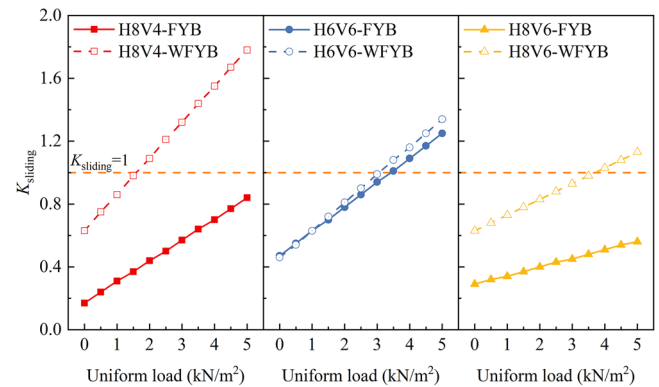 2.0
1.6
1.2
0.8
0.4
0.0
K_sliding
H8V4-FYB
H8V4-WFYB
H6V6-FYB
H6V6-WFYB
H8V6-FYB
H8V6-WFYB
K_sliding=1
0 1 2 3 4 5
0 1 2 3 4 5
0 1 2 3 4 5
Uniform load (kN/m²)
Uniform load (kN/m²)
Uniform load (kN/m²)